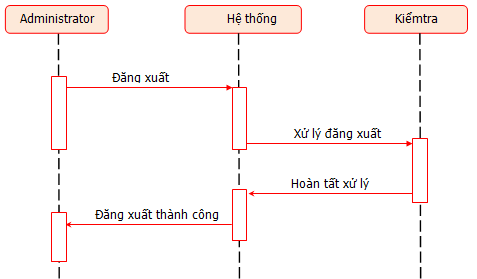 Administrator
Hệ thống
Kiểmtra
Đăng xuất
Xử lý đăng xuất
Hoàn tất xử lý
Đăng xuất thành công